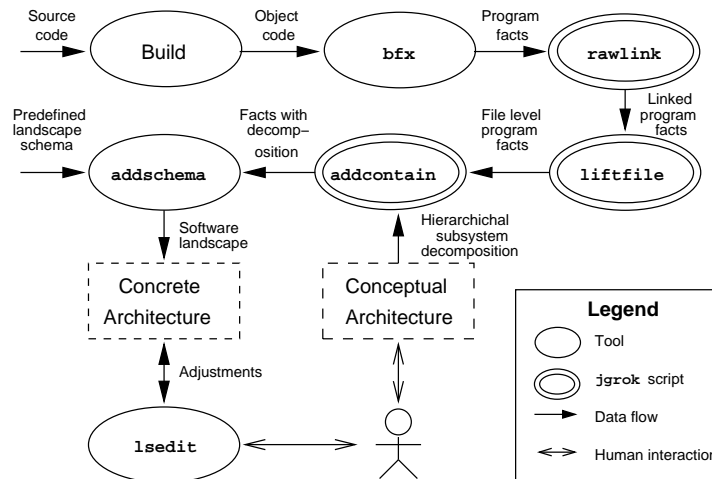 Source
code
Build
Object
code
bfx
Program
facts
rawlink
Linked
program
facts
Predefined
landscape
schema
addschema
Facts with
decomp–
osition
addcontain
File level
program
facts
liftfile
Software
landscape
Hierarchichal
subsystem
decomposition
Concrete
Architecture
Conceptual
Architecture
Adjustments
lsedit
Legend
Tool
jgrok script
Data flow
Human interaction